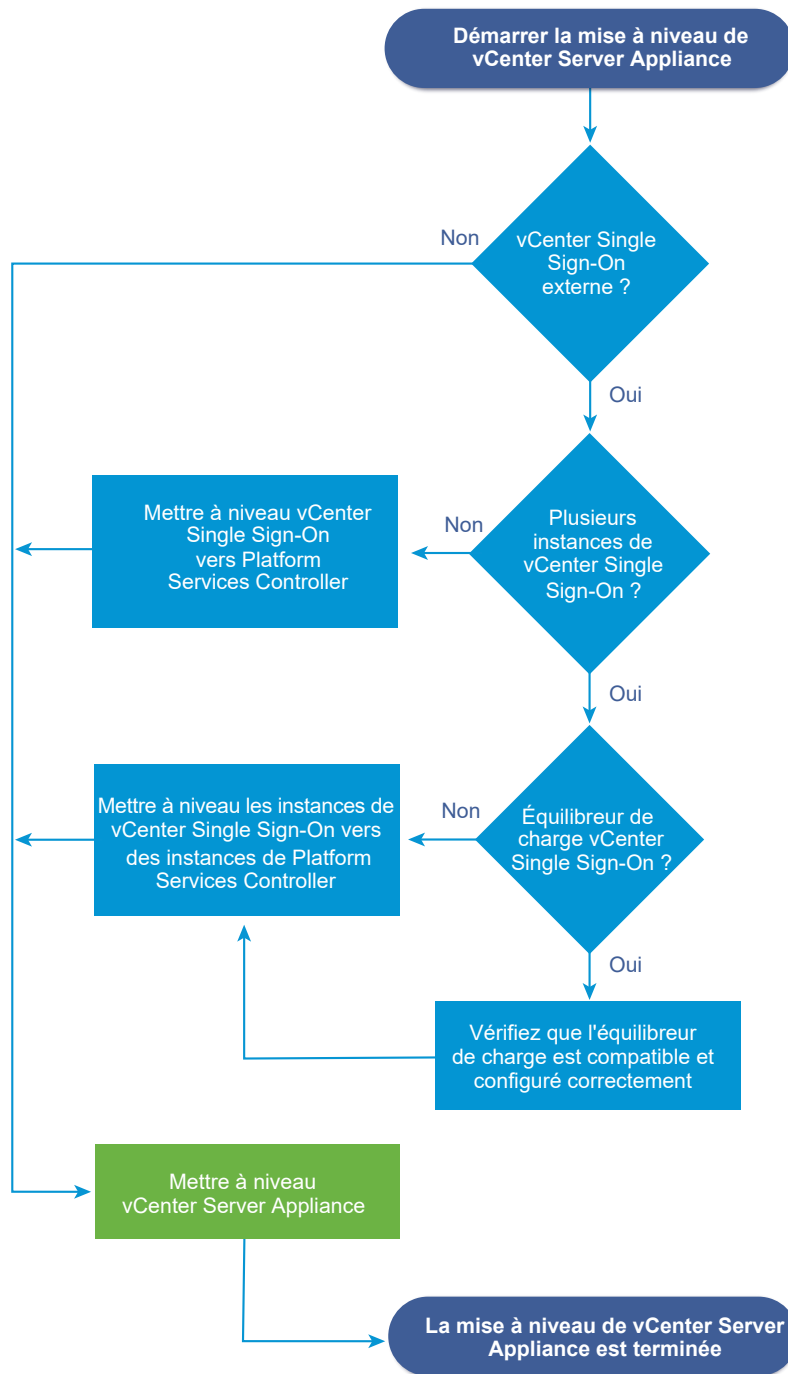 Démarrer la mise à niveau de
vCenter Server Appliance
Non
vCenter Single
Sign-On
externe ?
Oui
Mettre à niveau vCenter
Single Sign-On
vers Platform
Services Controller
Non
Plusieurs
instances de
vCenter Single
Sign-On ?
Oui
Mettre à niveau les instances de
vCenter Single Sign-On vers
des instances de Platform
Services Controller
Non
Équilibreur de
charge vCenter
Single Sign-On ?
Oui
Vérifiez que l'équilibreur
de charge est compatible et
configuré correctement
Mettre à niveau
vCenter Server Appliance
La mise à niveau de vCenter Server
Appliance est terminée